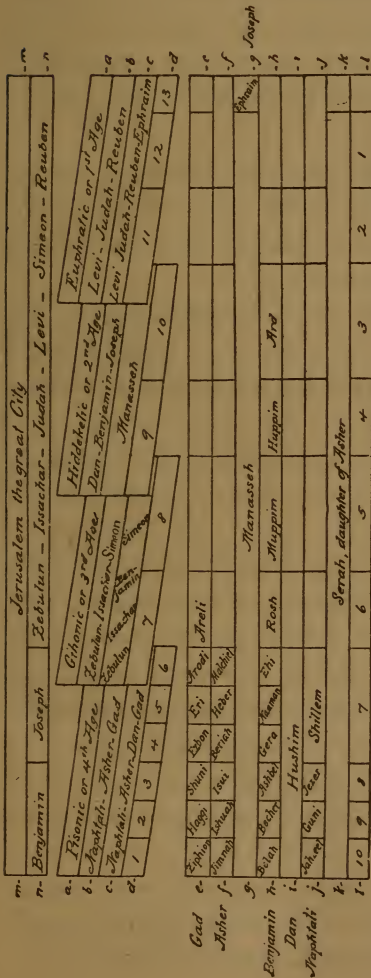 m- Jerusalem the great City -m
n- Benjamin Joseph Zebulun - Issachar - Judah - Levi - Simeon - Reuben -n
a- Pisonic or 4th Age Gihonic or 3rd Age Hiddekelic or 2nd Age Euphratic or 1st Age -a
b- Naphtali-Asher-Gad Zebulun-Issachar-Simeon Dan-Benjamin-Joseph Levi-Judah-Reuben -b
c- Naphtali-Asher-Dan-Gad Zebulun Issachar Benjamin Simeon Manasseh Levi Judah-Reuben-Ephraim -c
d- 1 2 3 4 5 6 7 8 9 10 11 12 13 -d
Gad e- Ziphion Haggi Shuni Ezbon Eri Arodi Areli -e
Asher f- Jimnah Ishuah Isui Beriah Heber Malchiel -f
g- Manasseh Ephraim -g Joseph
Benjamin h- Belah Becher Ashbel Gera Naaman Ehi Rosh Muppim Huppim Ard -h
Dan i- Hushim -i
Naphtali j- Jahzeel Guni Jezer Shillem -j
k- Serah, daughter of Asher -k
l- 10 9 8 7 6 5 4 3 2 1 -l